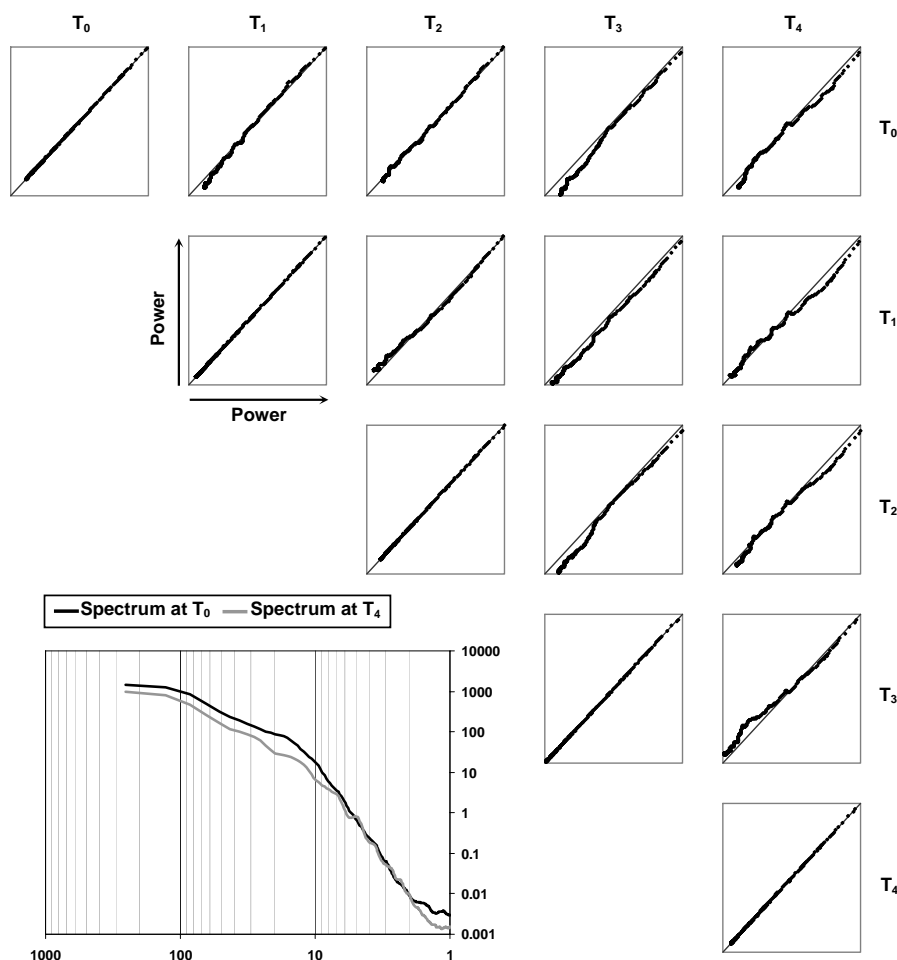 T₀ T₁ T₂ T₃ T₄
T₀
Power
T₁
Power
T₂
Spectrum at T₀ Spectrum at T₄
10000
1000
T₃
100
10
1
0.1
T₄
0.01
0.001
1000 100 10 1